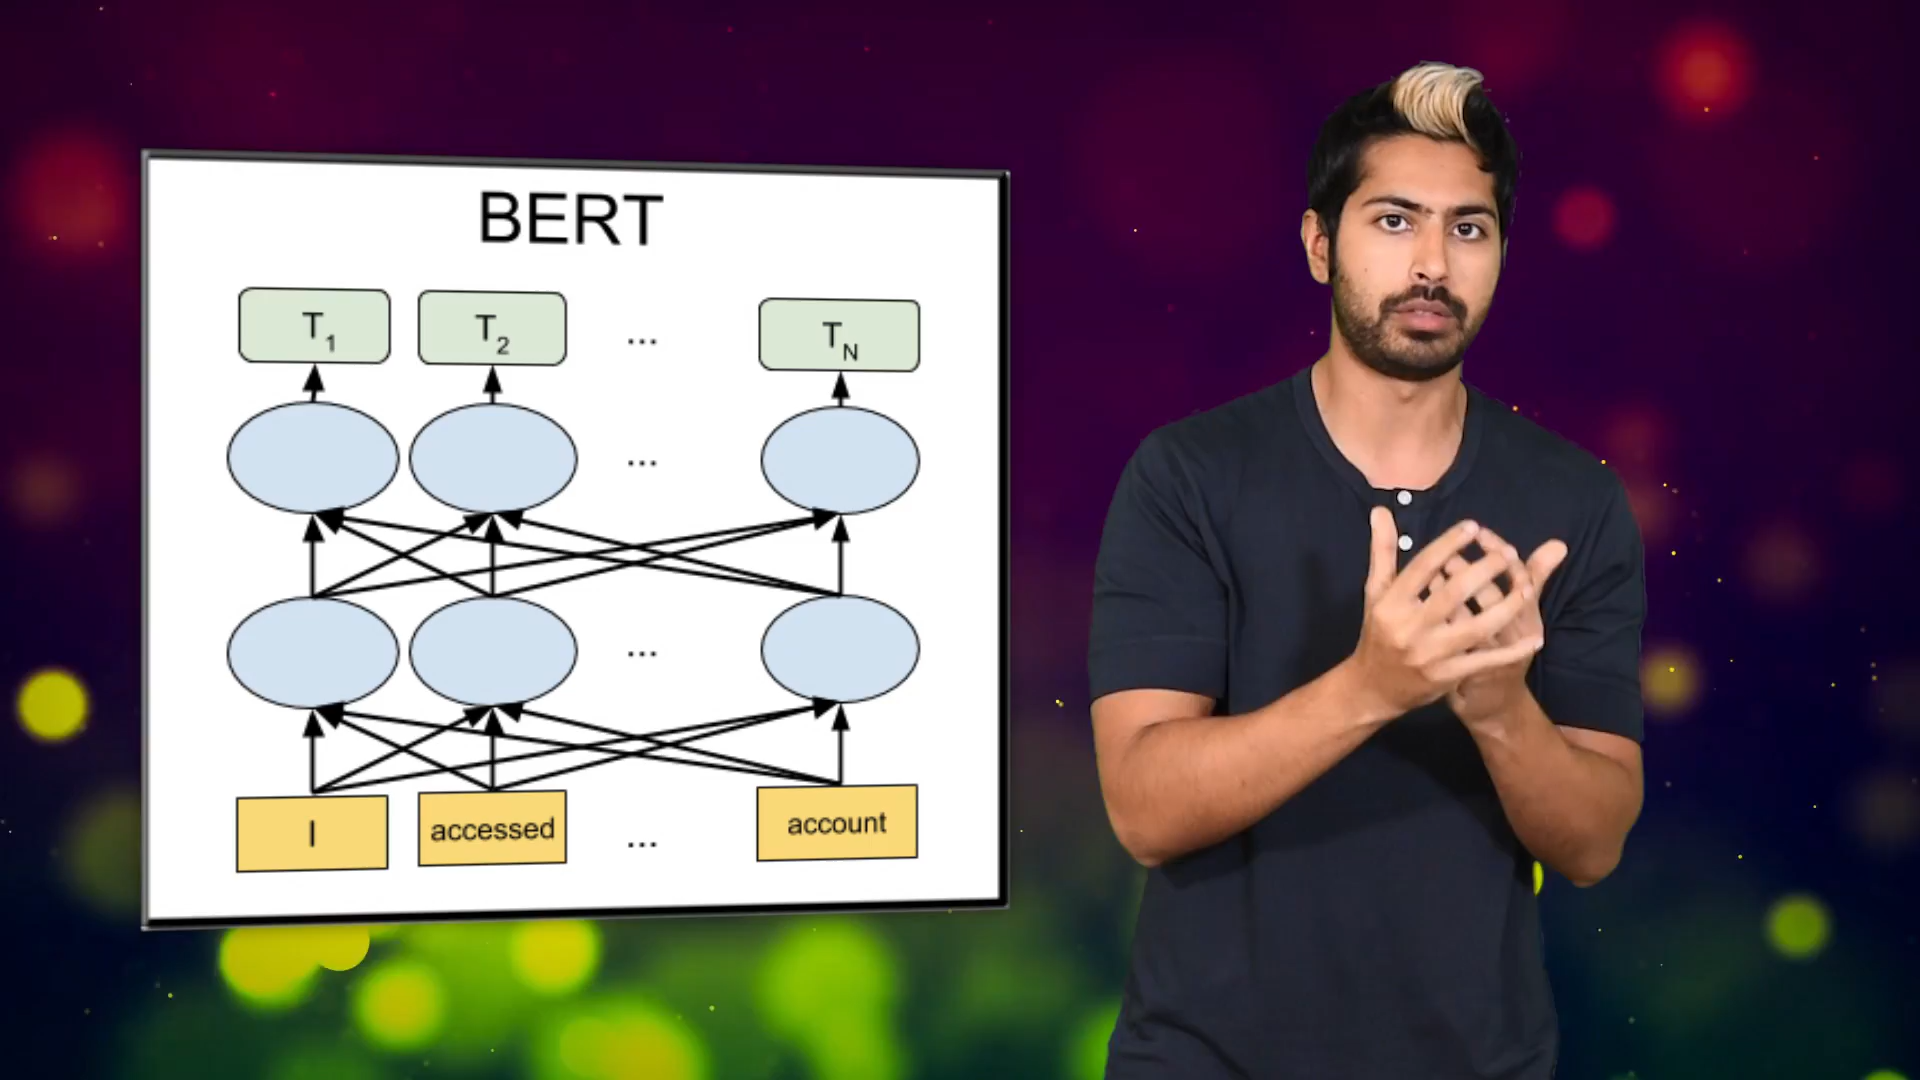 BERT
T1 T2 ... TN
...
...
I accessed ... account